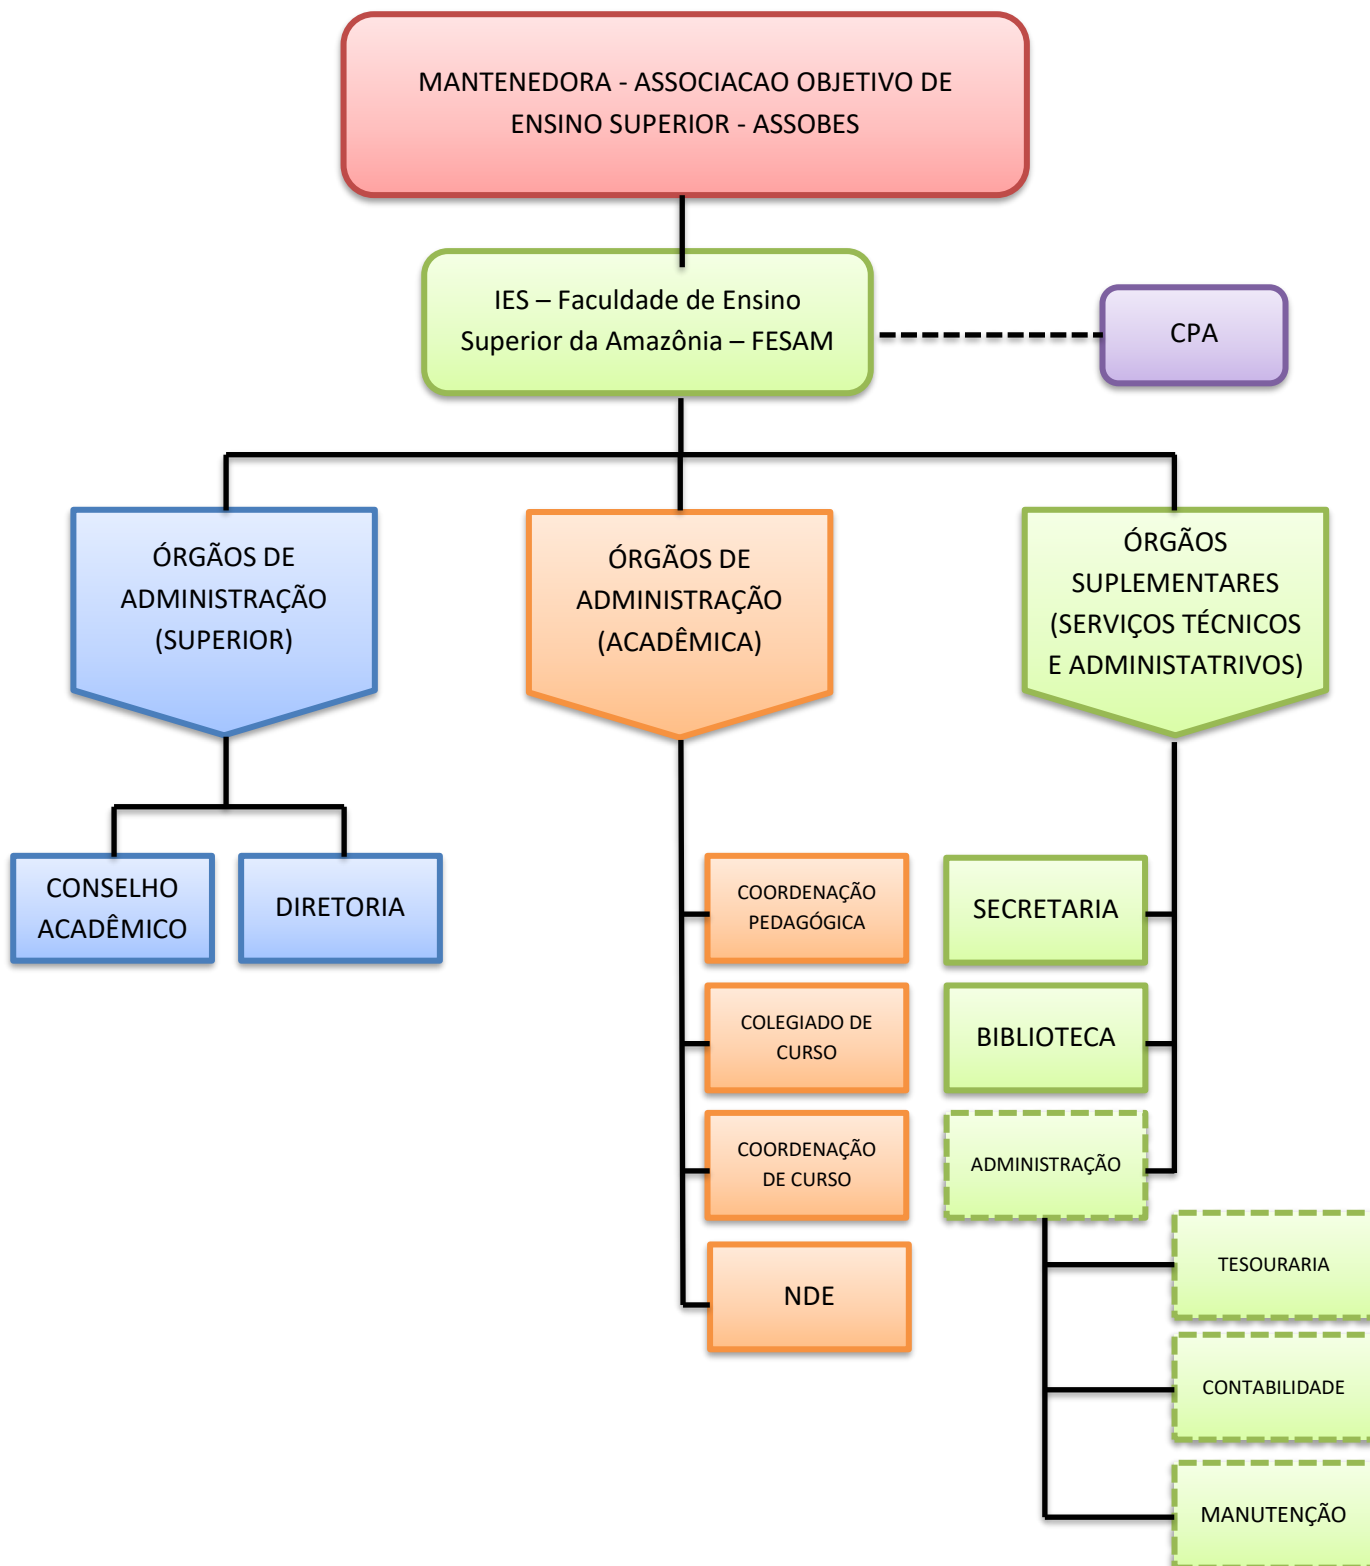 MANTENEDORA - ASSOCIACAO OBJETIVO DE
ENSINO SUPERIOR - ASSOBES
IES – Faculdade de Ensino
Superior da Amazônia – FESAM
CPA
ÓRGÃOS DE
ADMINISTRAÇÃO
(SUPERIOR)
ÓRGÃOS DE
ADMINISTRAÇÃO
(ACADÊMICA)
ÓRGÃOS
SUPLEMENTARES
(SERVIÇOS TÉCNICOS
E ADMINISTATRIVOS)
CONSELHO
ACADÊMICO
DIRETORIA
COORDENAÇÃO
PEDAGÓGICA
COLEGIADO DE
CURSO
COORDENAÇÃO
DE CURSO
NDE
SECRETARIA
BIBLIOTECA
ADMINISTRAÇÃO
TESOURARIA
CONTABILIDADE
MANUTENÇÃO